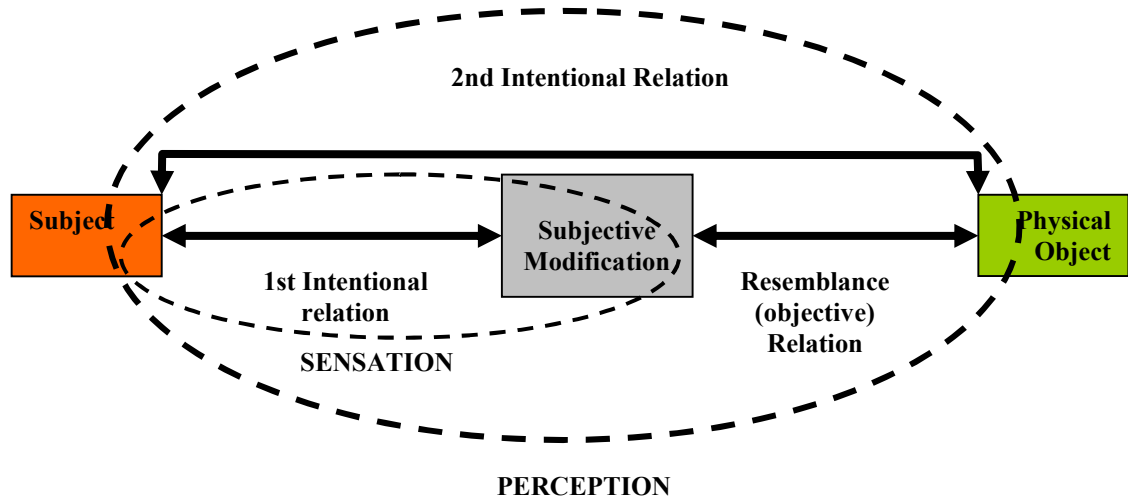 2nd Intentional Relation
Subject
Subjective
Modification
Physical
Object
1st Intentional
relation
Resemblance
(objective)
Relation
SENSATION
PERCEPTION